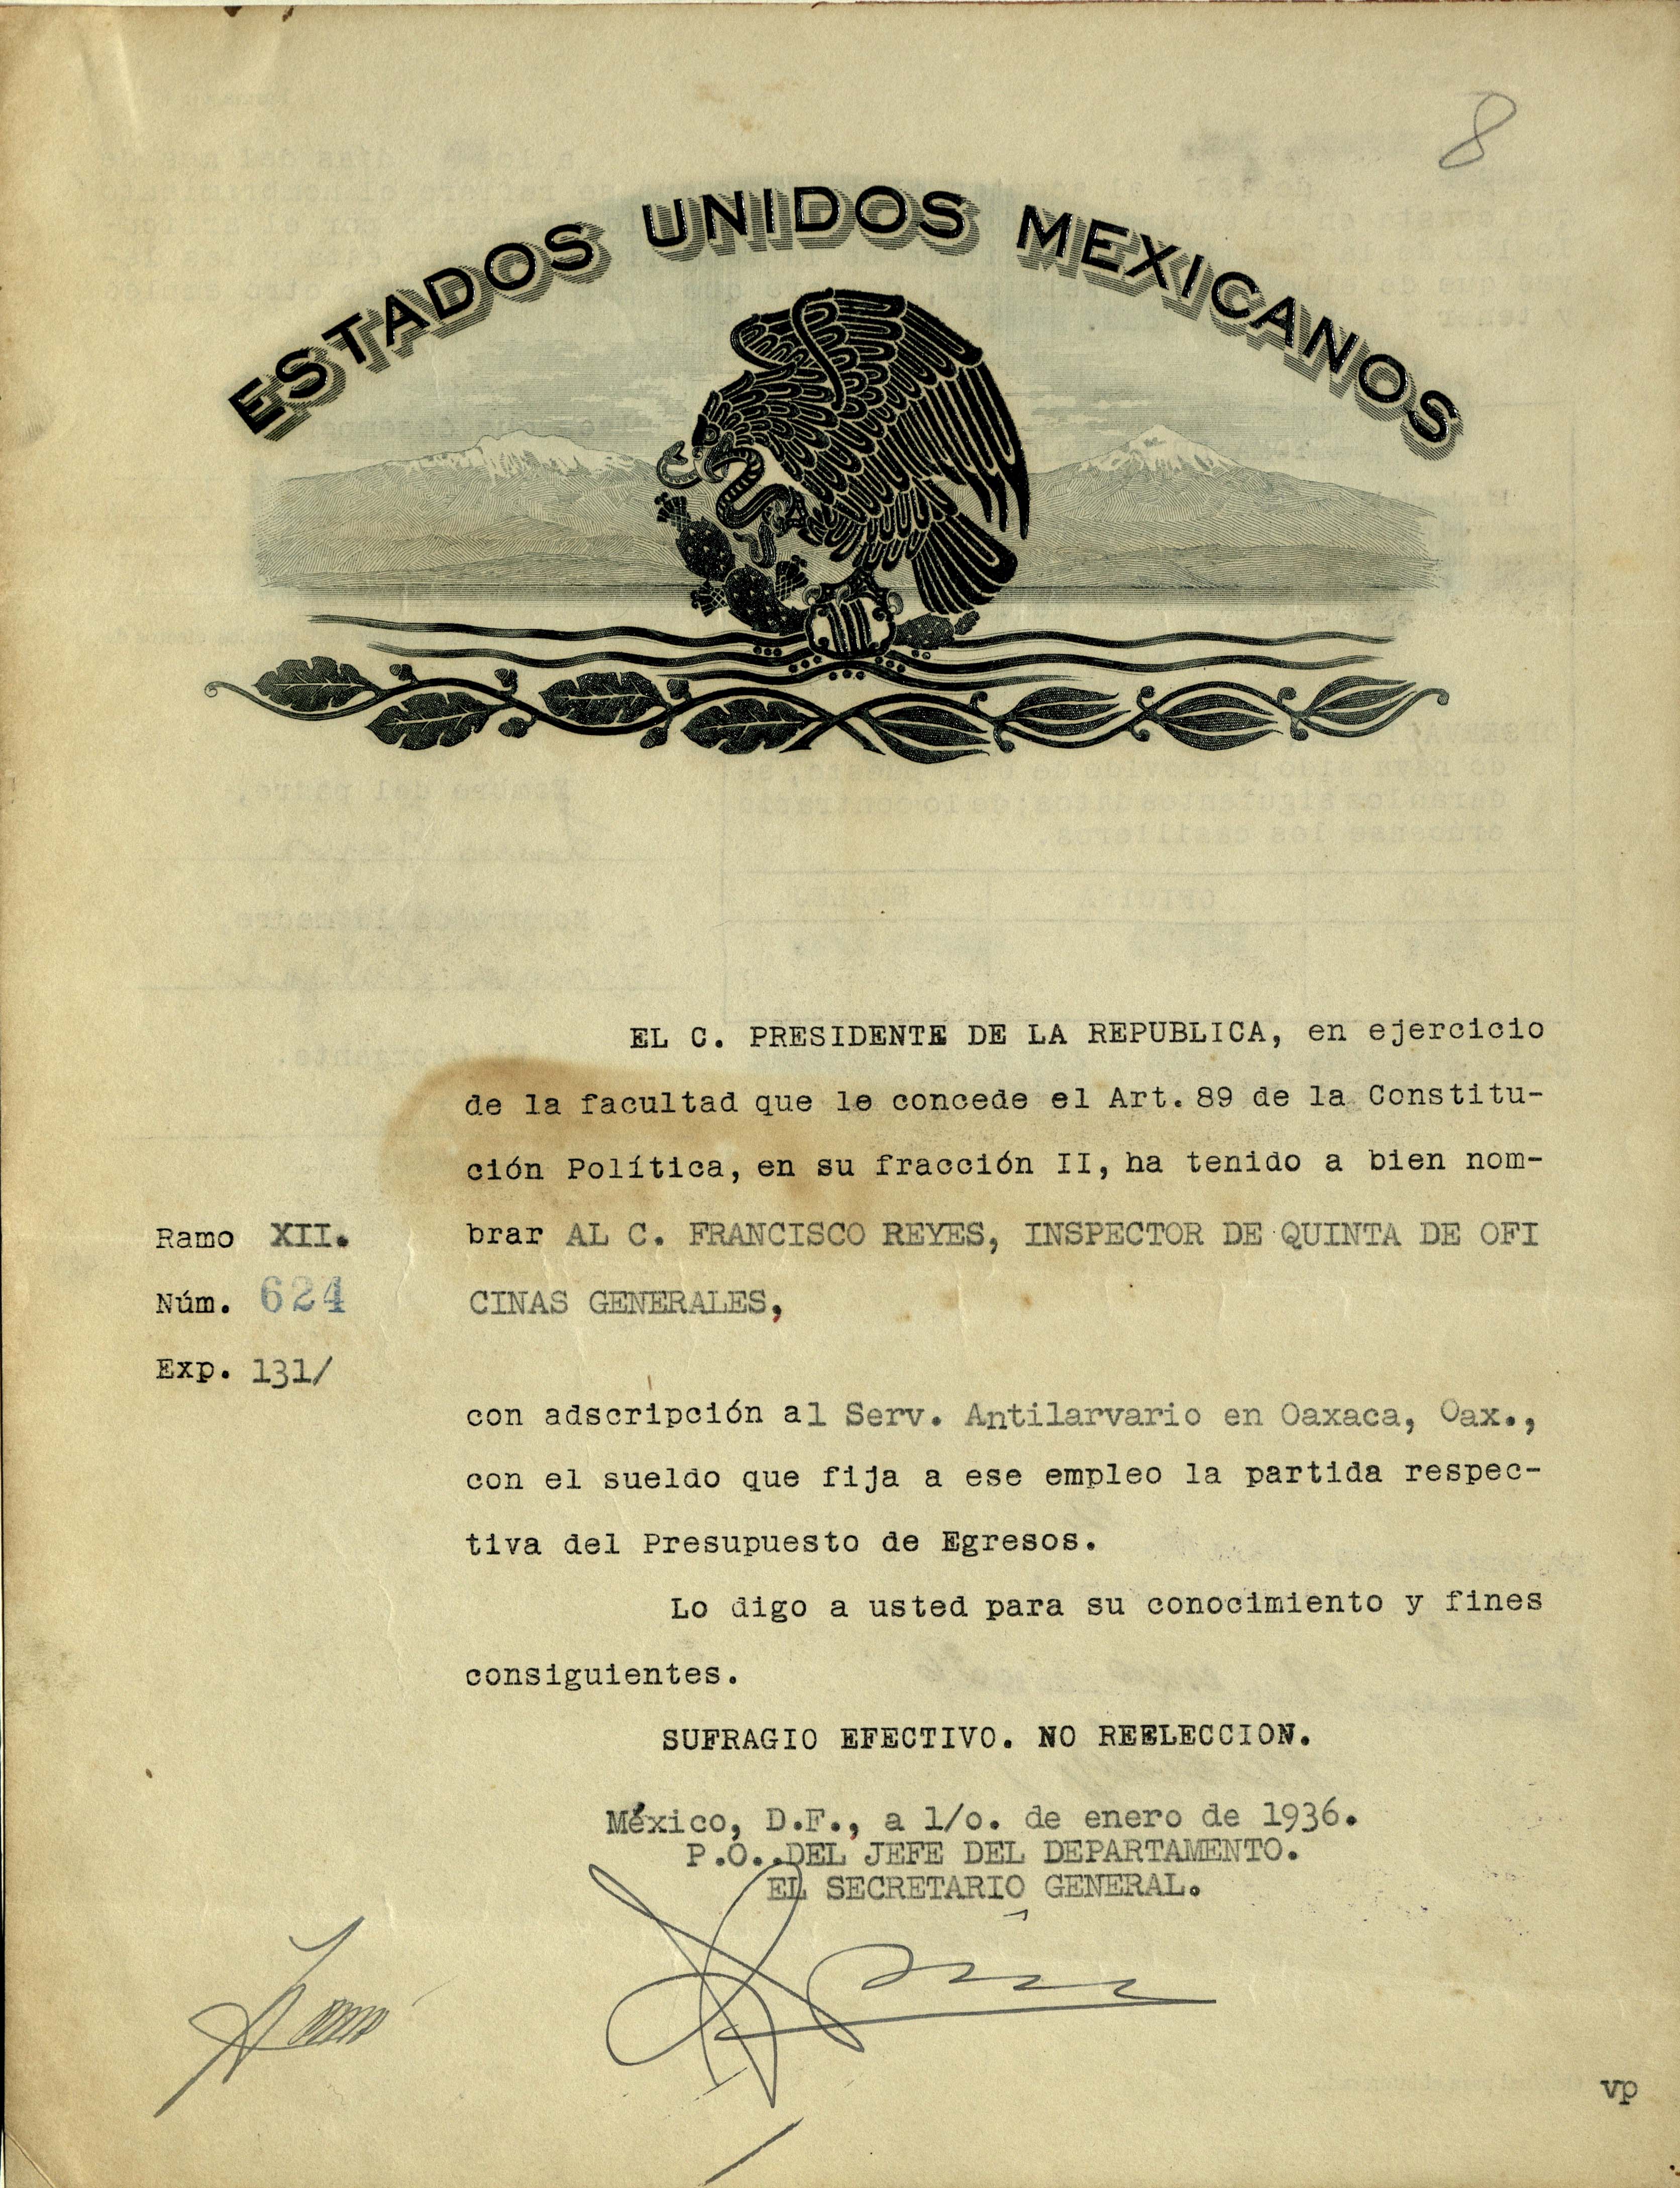 8
ESTADOS UNIDOS MEXICANOS
EL C. PRESIDENTE DE LA REPUBLICA, en ejercicio
de la facultad que le concede el Art. 89 de la Constitu-
ción Política, en su fracción II, ha tenido a bien nom-
brar AL C. FRANCISCO REYES, INSPECTOR DE QUINTA DE OFI
CINAS GENERALES,
Ramo XII.
Núm. 624
Exp. 131/
con adscripción al Serv. Antilarvario en Oaxaca, Oax.,
con el sueldo que fija a ese empleo la partida respec-
tiva del Presupuesto de Egresos.
Lo digo a usted para su conocimiento y fines
consiguientes.
SUFRAGIO EFECTIVO. NO REELECCION.
México, D.F., a 1/o. de enero de 1936.
P.O. DEL JEFE DEL DEPARTAMENTO.
EL SECRETARIO GENERAL.
vp